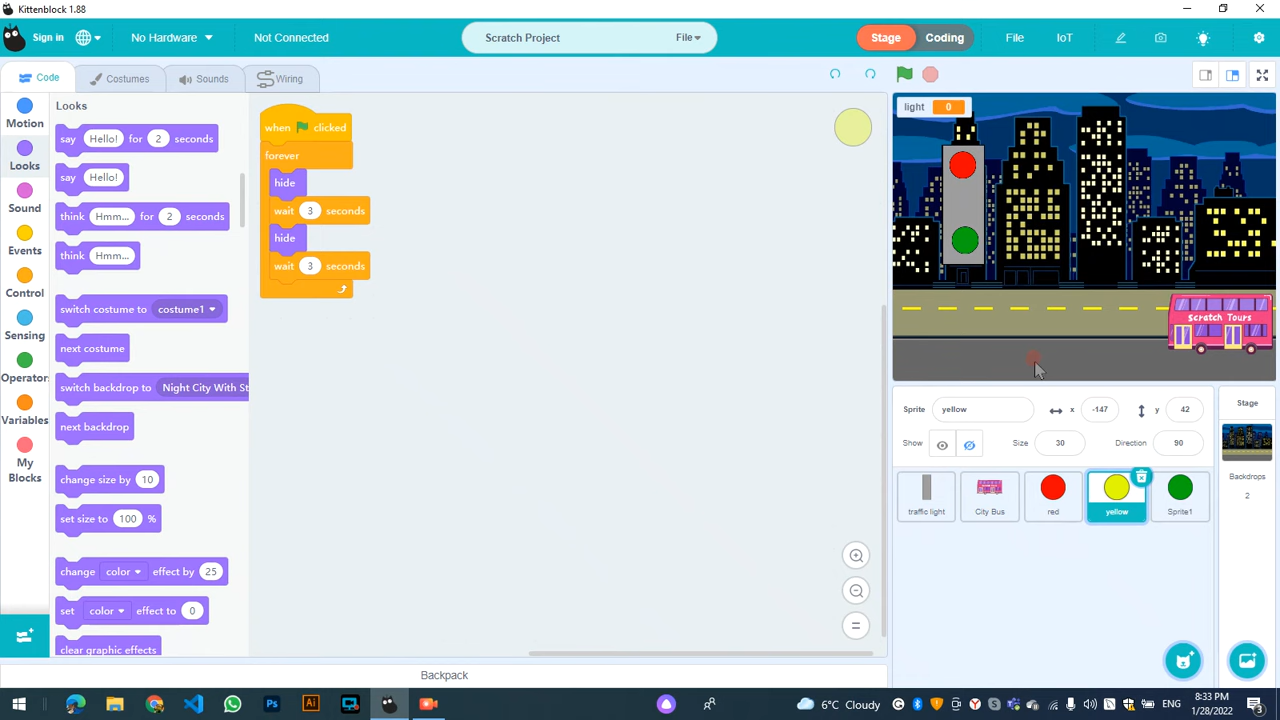 Kittenblock 1.88
Sign in
No Hardware
Not Connected
Scratch Project
File
Stage
Coding
File
IoT
Code
Costumes
Sounds
Wiring
Motion
Looks
Sound
Events
Control
Sensing
Operator
Variables
My
Blocks
Looks
say Hello! for 2 seconds
say Hello!
think Hmm... for 2 seconds
think Hmm...
switch costume to costume1
next costume
switch backdrop to Night City With St
next backdrop
change size by 10
set size to 100 %
change color effect by 25
set color effect to 0
clear graphic effects
when clicked
forever
hide
wait 3 seconds
hide
wait 3 seconds
light 0
Scratch Tours
Sprite yellow x -147 y 42
Show Size 30 Direction 90
traffic light
City Bus
red
yellow
Sprite1
Stage
Backdrops
2
Backpack
6°C Cloudy
ENG
8:33 PM
1/28/2022
3